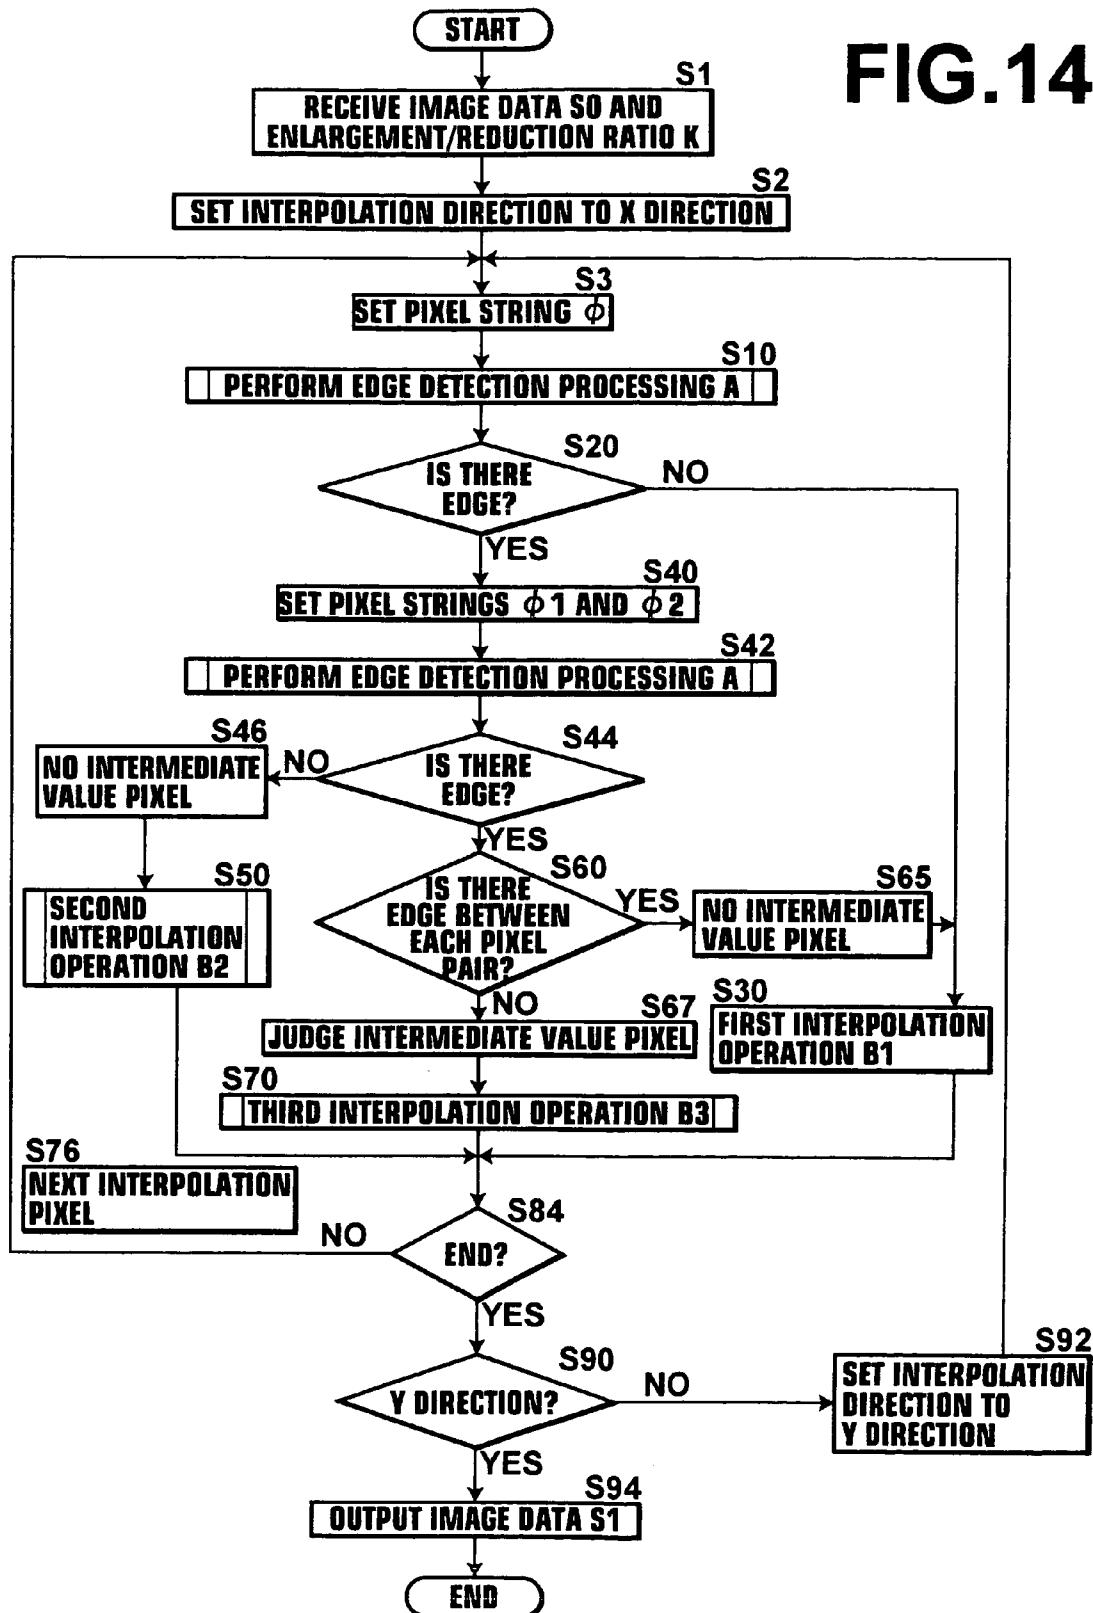 START
FIG.14
S1
RECEIVE IMAGE DATA S0 AND
ENLARGEMENT/REDUCTION RATIO K
S2
SET INTERPOLATION DIRECTION TO X DIRECTION
S3
SET PIXEL STRING ϕ
S10
PERFORM EDGE DETECTION PROCESSING A
S20
IS THERE
EDGE?
NO
YES
S40
SET PIXEL STRINGS ϕ1 AND ϕ2
S42
PERFORM EDGE DETECTION PROCESSING A
S44
IS THERE
EDGE?
NO
S46
NO INTERMEDIATE
VALUE PIXEL
YES
S50
SECOND
INTERPOLATION
OPERATION B2
S60
IS THERE
EDGE BETWEEN
EACH PIXEL
PAIR?
YES
S65
NO INTERMEDIATE
VALUE PIXEL
NO
S67
JUDGE INTERMEDIATE VALUE PIXEL
S30
FIRST INTERPOLATION
OPERATION B1
S70
THIRD INTERPOLATION OPERATION B3
S76
NEXT INTERPOLATION
PIXEL
S84
END?
NO
YES
S90
Y DIRECTION?
NO
S92
SET INTERPOLATION
DIRECTION TO
Y DIRECTION
YES
S94
OUTPUT IMAGE DATA S1
END